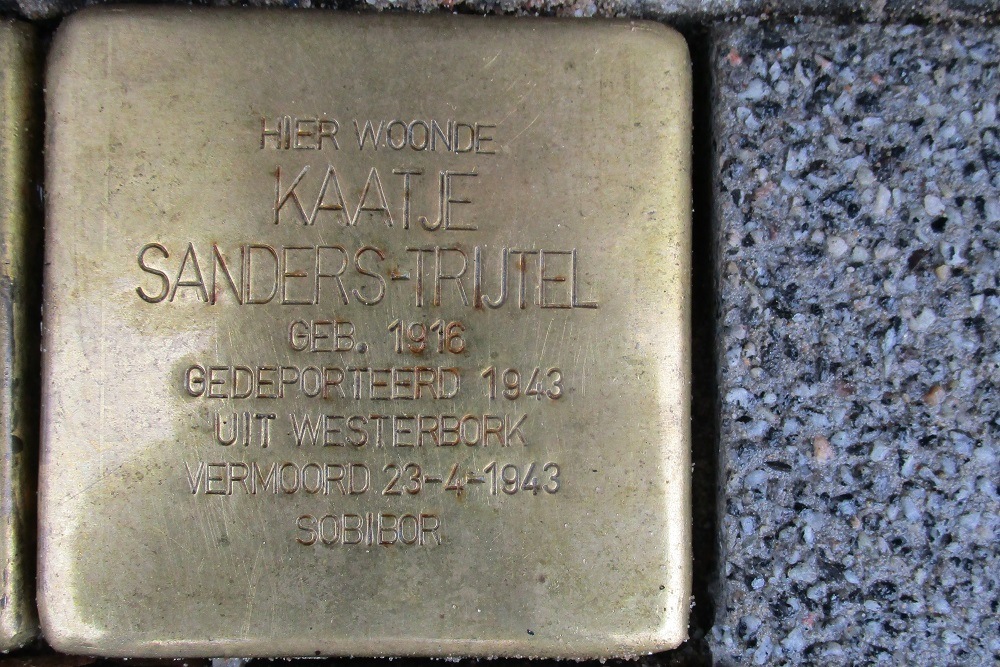 HIER WOONDE
KAATJE
SANDERS-TRIJTEL
GEB. 1916
GEDEPORTEERD 1943
UIT WESTERBORK
VERMOORD 23-4-1943
SOBIBOR